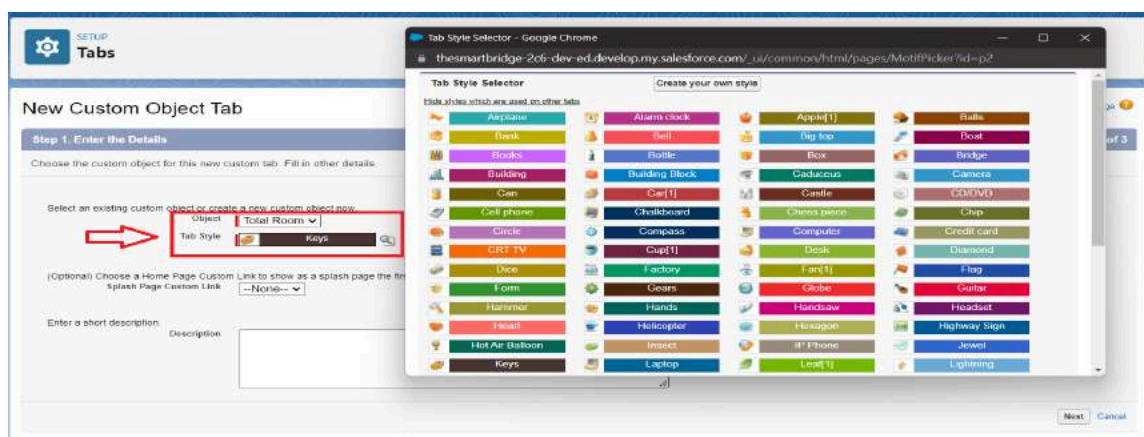 SETUP
Tabs
New Custom Object Tab
Step 1. Enter the Details
of 3
Choose the custom object for this new custom tab. Fill in other details.
Select an existing custom object or create a new custom object now.
Object Total Room
Tab Style Keys
(Optional) Choose a Home Page Custom Link to show as a splash page the
Splash Page Custom Link --None--
Enter a short description.
Description
Next Cancel
Tab Style Selector - Google Chrome
thesmartbridge-2c6-dev-ed.develop.my.salesforce.com/_ui/common/html/pages/MotifPicker?id=p2
Tab Style Selector Create your own style
Hide styles which are used on other tabs
Airplane Alarm clock Apple[1] Balls
Bank Bell Big top Boat
Books Bottle Box Bridge
Building Building Block Caduceus Camera
Can Car[1] Castle CD/DVD
Cell phone Chalkboard Chess piece Chip
Circle Compass Computer Credit card
CRT TV Cup[1] Desk Diamond
Dice Factory Fan[1] Flag
Form Gears Globe Guitar
Hammer Hands Handsaw Headset
Heart Helicopter Hexagon Highway Sign
Hot Air Balloon Insect IP Phone Jewel
Keys Laptop Leaf[1] Lightning